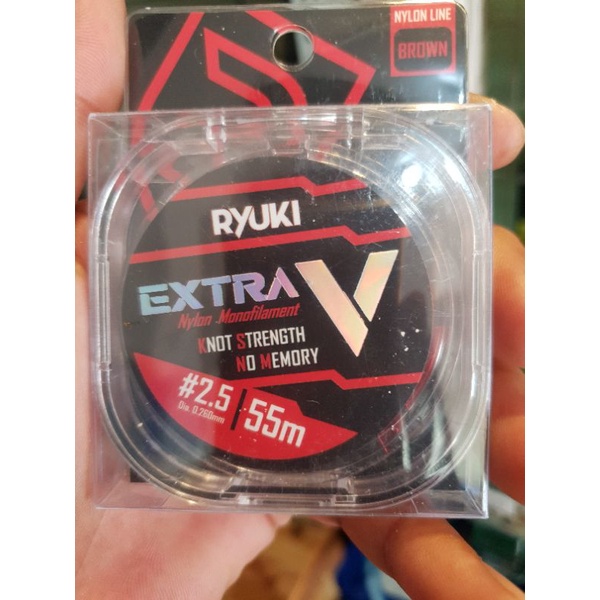 NYLON LINE
BROWN
RYUKI
EXTRA V
Nylon .Monofilament
KNOT STRENGTH
NO MEMORY
#2.5
Dia. 0.260mm
55m